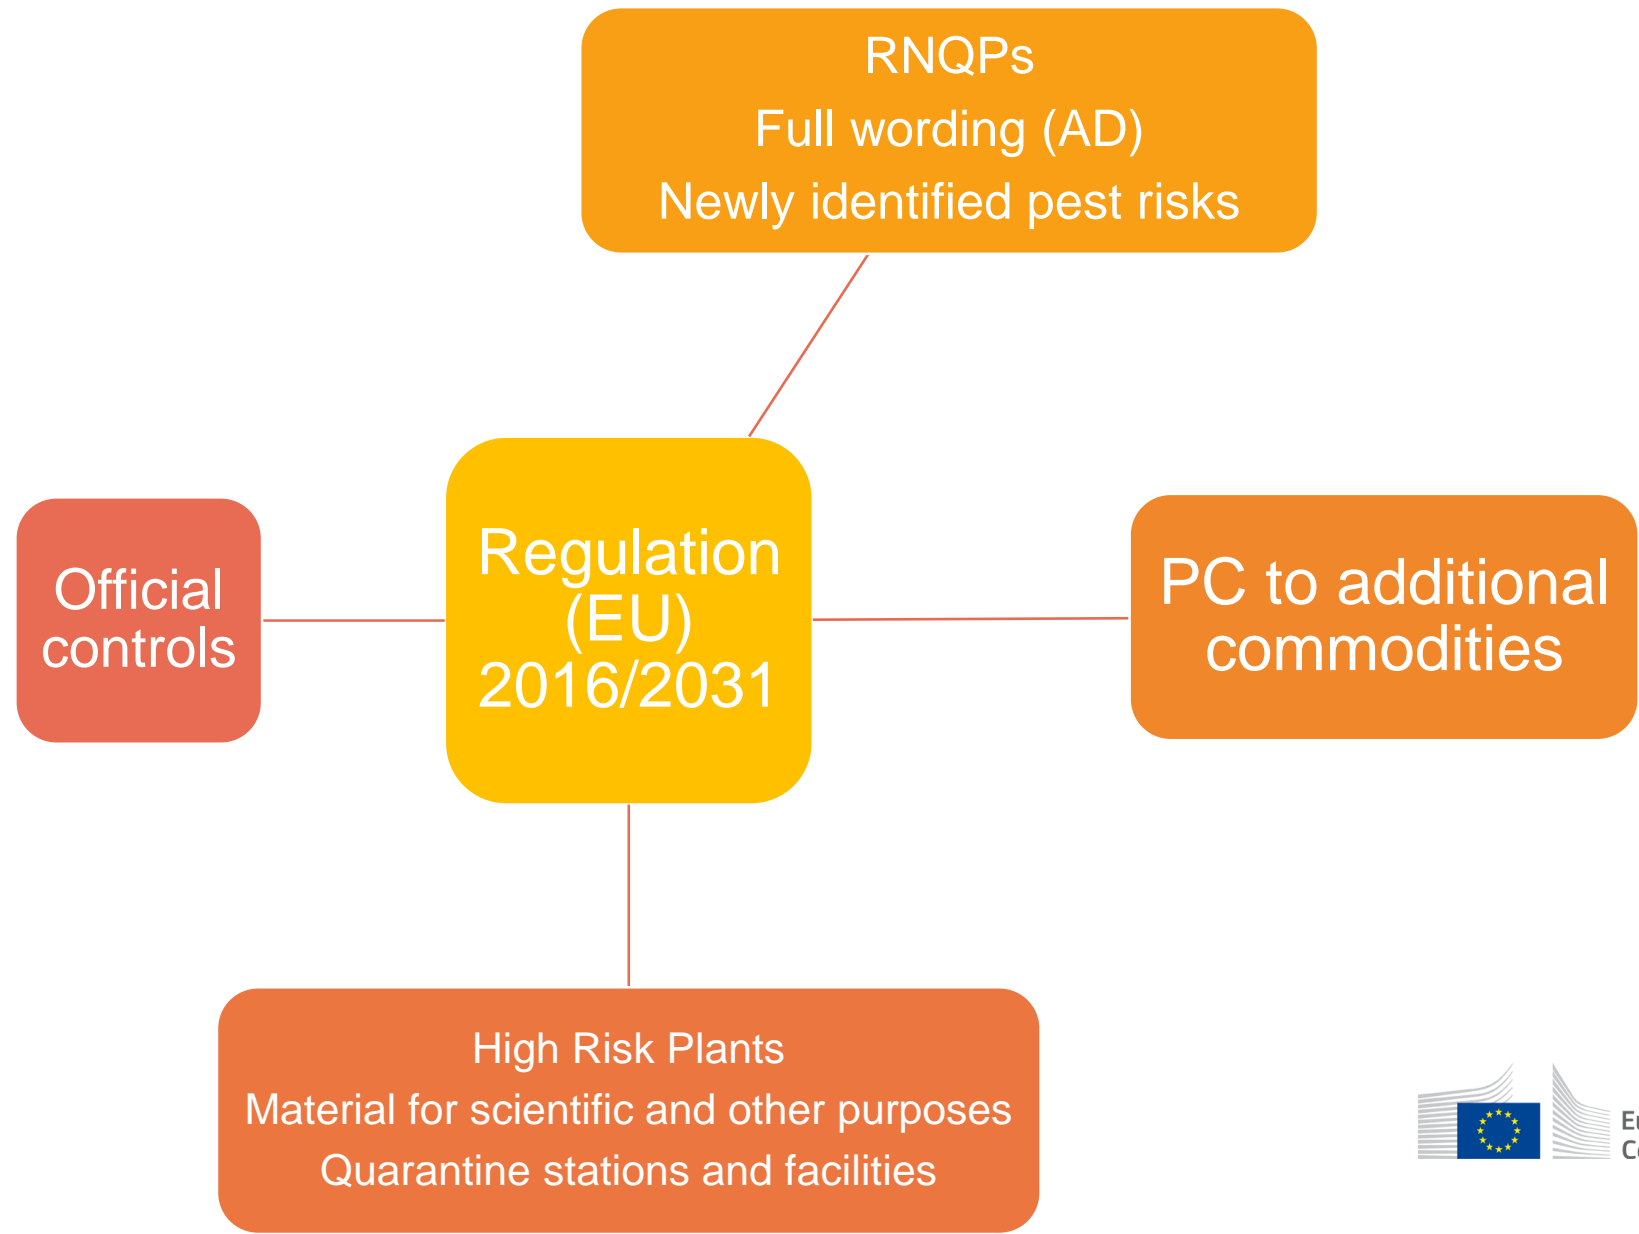 RNQPs
Full wording (AD)
Newly identified pest risks
Official
controls
Regulation
(EU)
2016/2031
PC to additional
commodities
High Risk Plants
Material for scientific and other purposes
Quarantine stations and facilities